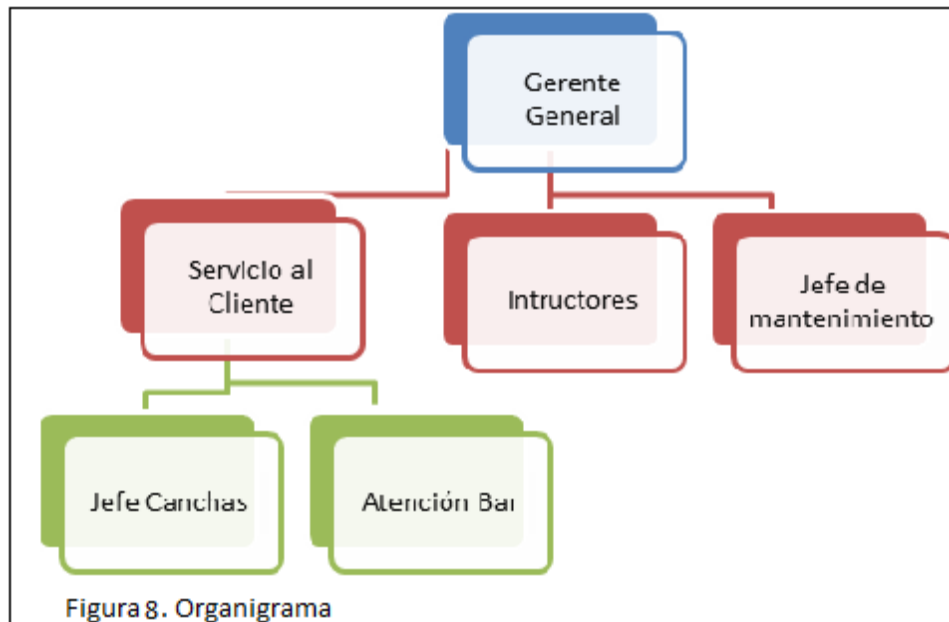 Gerente
General
Servicio al
Cliente
Intructores
Jefe de
mantenimiento
Jefe Canchas
Atención Bar
Figura 8. Organigrama